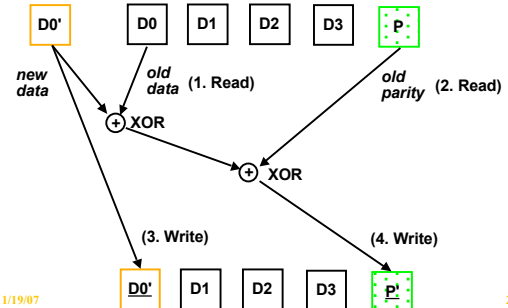 D0' D0 D1 D2 D3 P
new data
old data (1. Read)
old parity (2. Read)
+ XOR
+ XOR
(3. Write) (4. Write)
D0' D1 D2 D3 P'
1/19/07 2